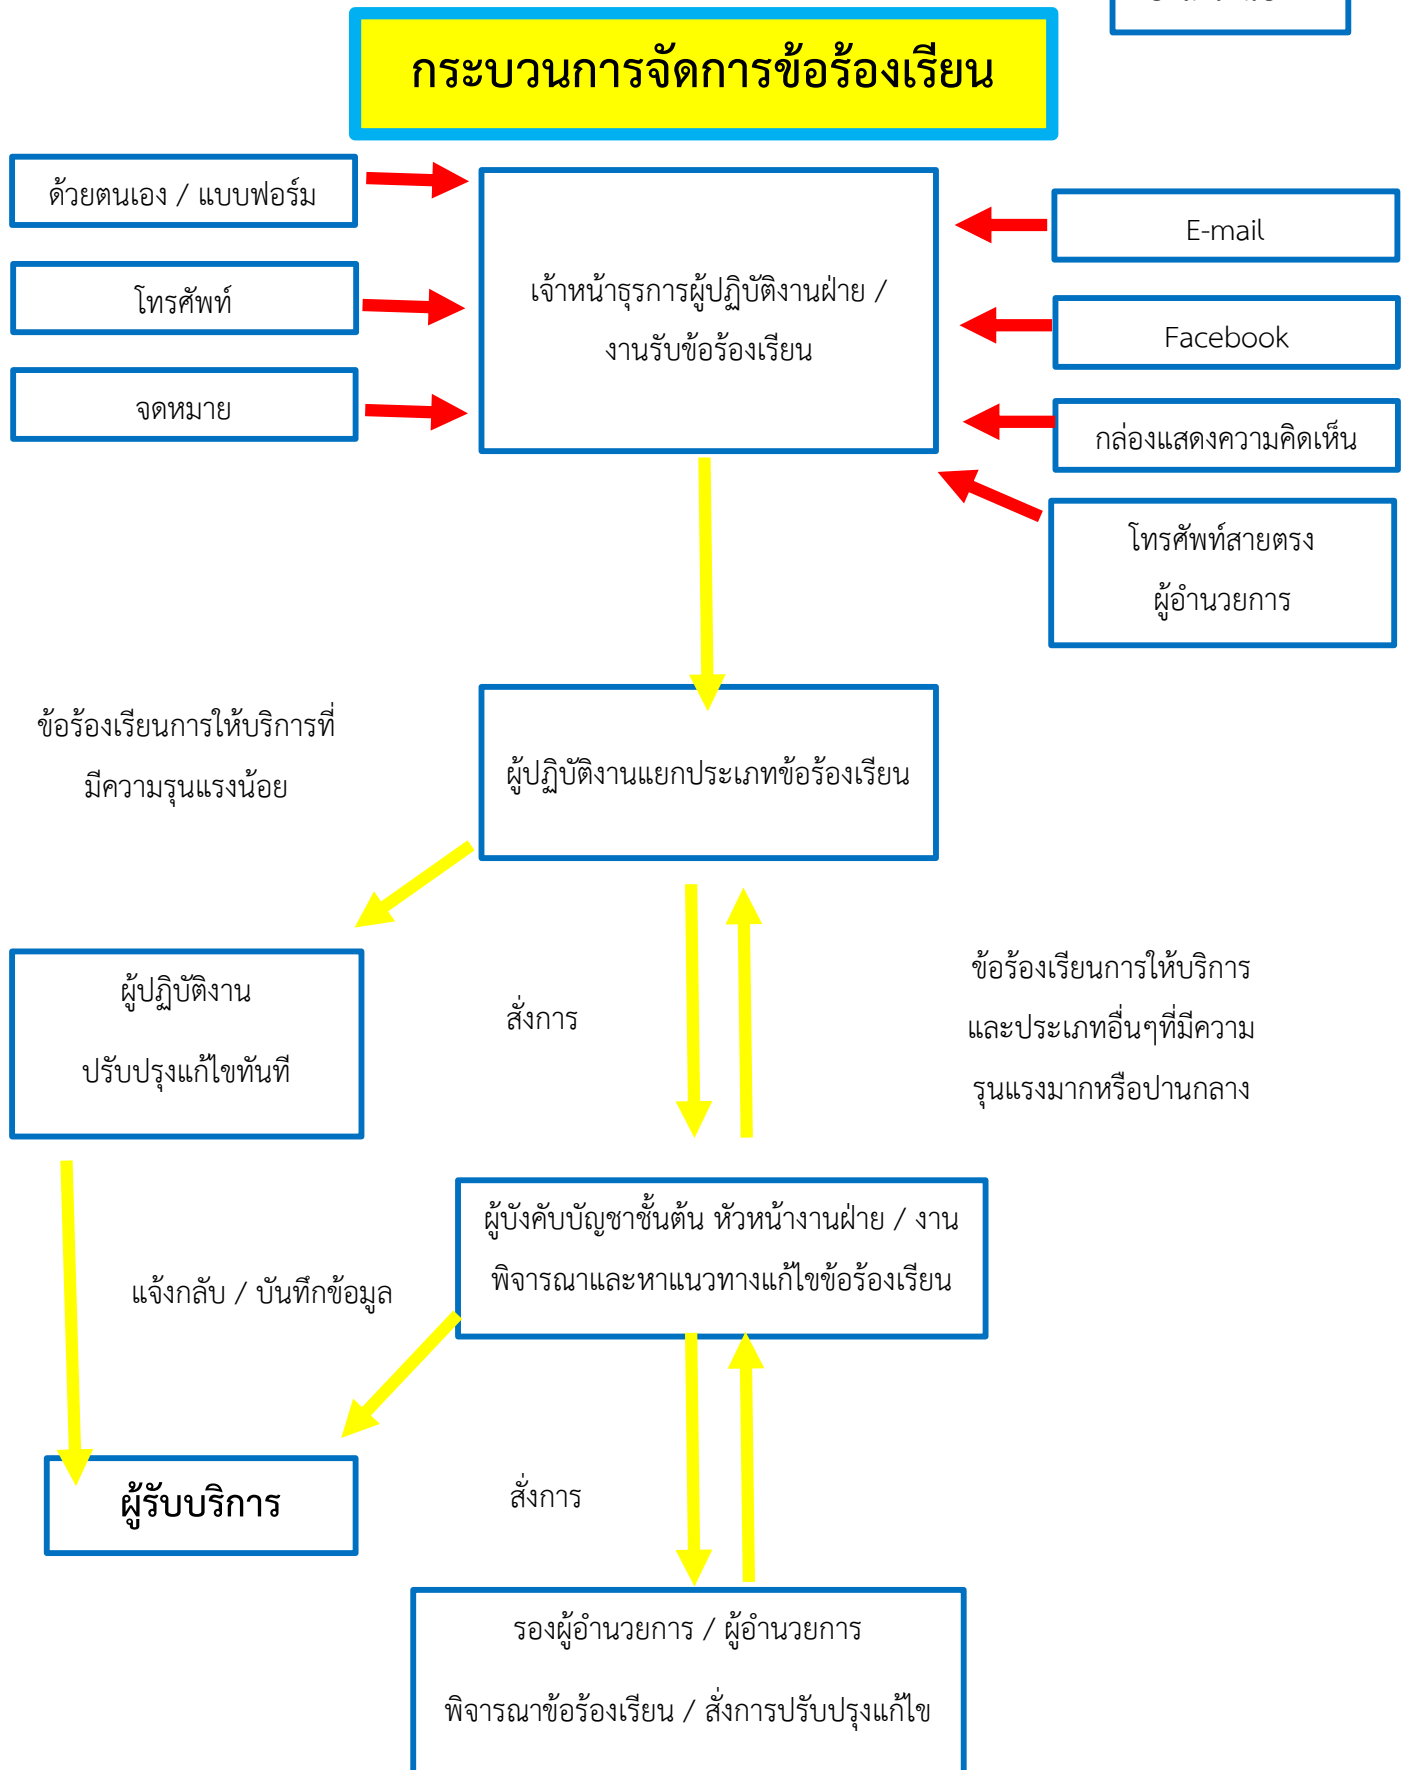 กระบวนการจัดการข้อร้องเรียน
ด้วยตนเอง / แบบฟอร์ม
โทรศัพท์
จดหมาย
เจ้าหน้าธุรการผู้ปฏิบัติงานฝ่าย /
งานรับข้อร้องเรียน
E-mail
Facebook
กล่องแสดงความคิดเห็น
โทรศัพท์สายตรง
ผู้อำนวยการ
ข้อร้องเรียนการให้บริการที่
มีความรุนแรงน้อย
ผู้ปฏิบัติงานแยกประเภทข้อร้องเรียน
ผู้ปฏิบัติงาน
ปรับปรุงแก้ไขทันที
สั่งการ
ข้อร้องเรียนการให้บริการ
และประเภทอื่นๆที่มีความ
รุนแรงมากหรือปานกลาง
ผู้บังคับบัญชาชั้นต้น หัวหน้างานฝ่าย / งาน
พิจารณาและหาแนวทางแก้ไขข้อร้องเรียน
แจ้งกลับ / บันทึกข้อมูล
ผู้รับบริการ
สั่งการ
รองผู้อำนวยการ / ผู้อำนวยการ
พิจารณาข้อร้องเรียน / สั่งการปรับปรุงแก้ไข